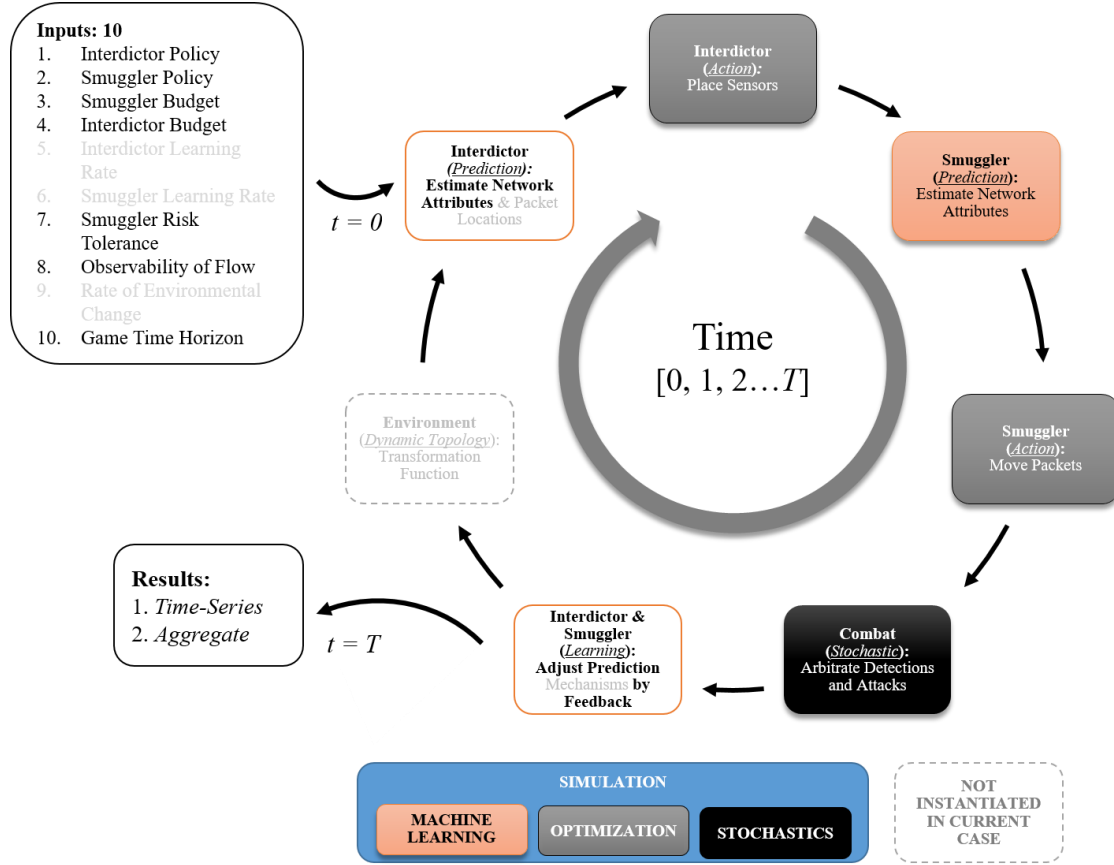 Inputs: 10
1. Interdictor Policy
2. Smuggler Policy
3. Smuggler Budget
4. Interdictor Budget
5. Interdictor Learning
Rate
6. Smuggler Learning Rate
7. Smuggler Risk
Tolerance
8. Observability of Flow
9. Rate of Environmental
Change
10. Game Time Horizon
t = 0
Interdictor
(Prediction):
Estimate Network
Attributes & Packet
Locations
Interdictor
(Action):
Place Sensors
Smuggler
(Prediction):
Estimate Network
Attributes
Time
[0, 1, 2…T]
Smuggler
(Action):
Move Packets
Environment
(Dynamic Topology):
Transformation
Function
Combat
(Stochastic):
Arbitrate Detections
and Attacks
Interdictor &
Smuggler
(Learning):
Adjust Prediction
Mechanisms by
Feedback
t = T
Results:
1. Time-Series
2. Aggregate
SIMULATION
MACHINE
LEARNING
OPTIMIZATION
STOCHASTICS
NOT
INSTANTIATED
IN CURRENT
CASE